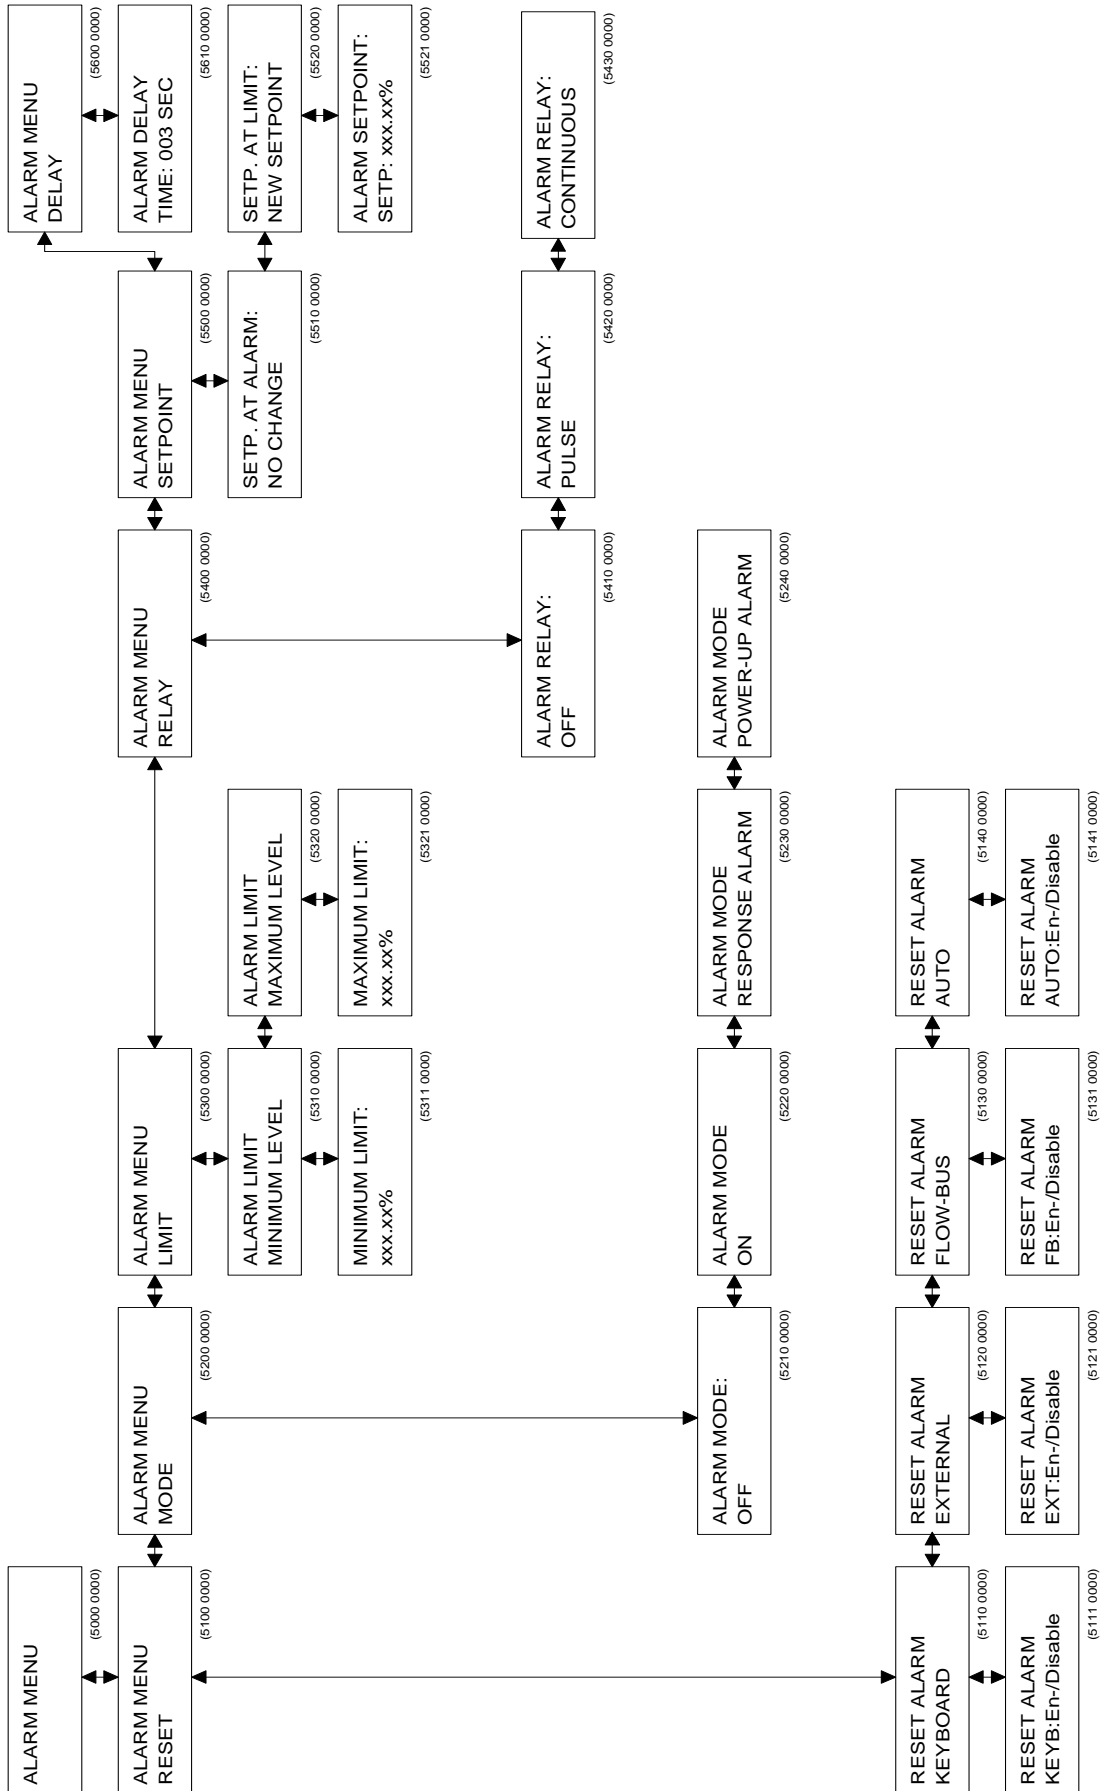 ALARM MENU
(5000 0000)
ALARM MENU
DELAY
(5600 0000)
ALARM MENU
RESET
(5100 0000)
ALARM MENU
MODE
(5200 0000)
ALARM MENU
LIMIT
(5300 0000)
ALARM MENU
RELAY
(5400 0000)
ALARM MENU
SETPOINT
(5500 0000)
ALARM DELAY
TIME: 003 SEC
(5610 0000)
ALARM LIMIT
MINIMUM LEVEL
(5310 0000)
ALARM LIMIT
MAXIMUM LEVEL
(5320 0000)
SETP. AT ALARM:
NO CHANGE
(5510 0000)
SETP. AT LIMIT:
NEW SETPOINT
(5520 0000)
MINIMUM LIMIT:
xxx.xx%
(5311 0000)
MAXIMUM LIMIT:
xxx.xx%
(5321 0000)
ALARM SETPOINT:
SETP: xxx.xx%
(5521 0000)
ALARM RELAY:
OFF
(5410 0000)
ALARM RELAY:
PULSE
(5420 0000)
ALARM RELAY:
CONTINUOUS
(5430 0000)
ALARM MODE:
OFF
(5210 0000)
ALARM MODE
ON
(5220 0000)
ALARM MODE
RESPONSE ALARM
(5230 0000)
ALARM MODE
POWER-UP ALARM
(5240 0000)
RESET ALARM
KEYBOARD
(5110 0000)
RESET ALARM
EXTERNAL
(5120 0000)
RESET ALARM
FLOW-BUS
(5130 0000)
RESET ALARM
AUTO
(5140 0000)
RESET ALARM
KEYB:En-/Disable
(5111 0000)
RESET ALARM
EXT:En-/Disable
(5121 0000)
RESET ALARM
FB:En-/Disable
(5131 0000)
RESET ALARM
AUTO:En-/Disable
(5141 0000)